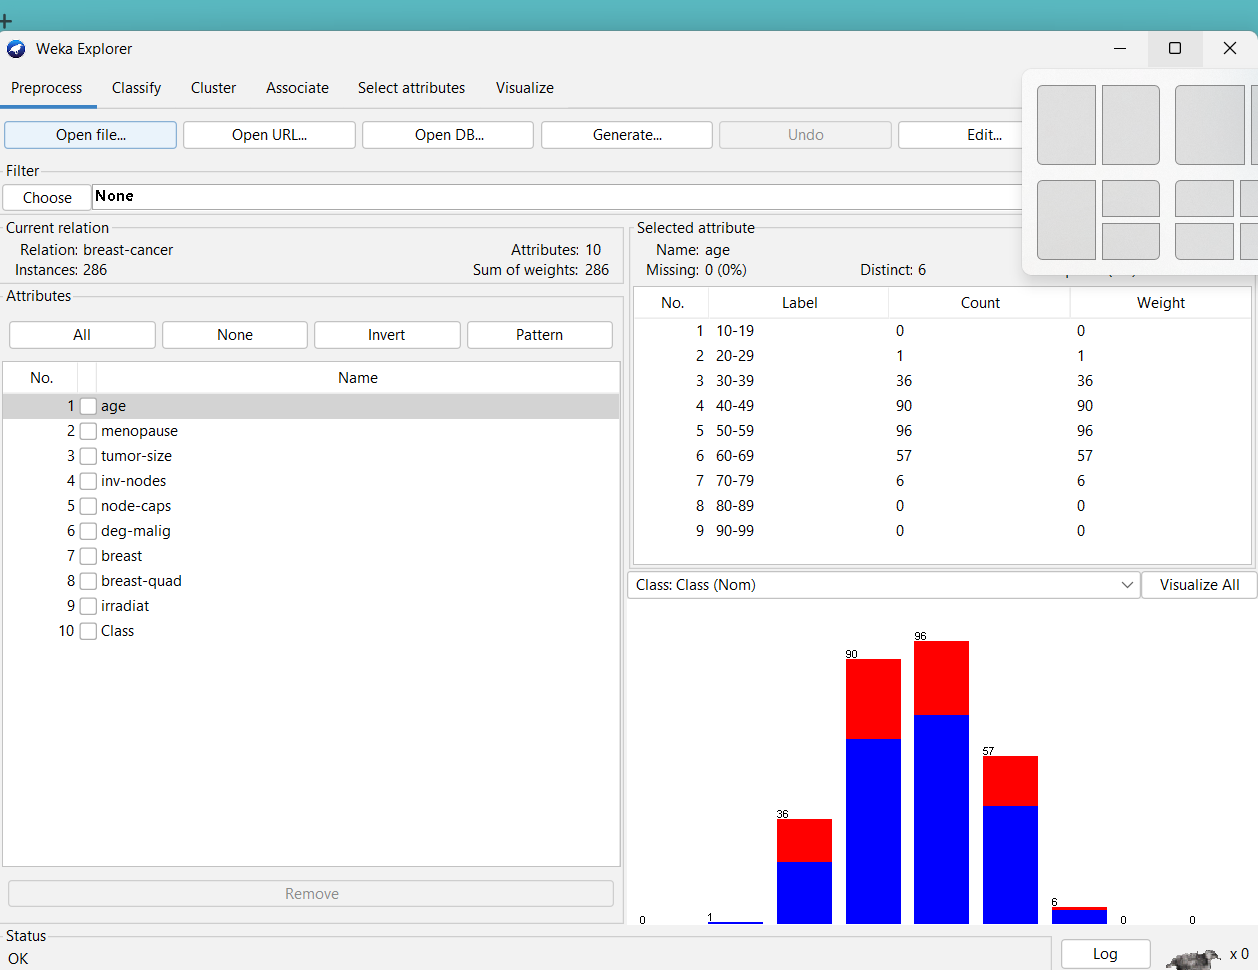 Weka Explorer
Preprocess Classify Cluster Associate Select attributes Visualize
Open file... Open URL... Open DB... Generate... Undo Edit...
Filter
Choose None
Current relation
Relation: breast-cancer Attributes: 10
Instances: 286 Sum of weights: 286
Attributes
All None Invert Pattern
No. Name
1 age
2 menopause
3 tumor-size
4 inv-nodes
5 node-caps
6 deg-malig
7 breast
8 breast-quad
9 irradiat
10 Class
Remove
Selected attribute
Name: age
Missing: 0 (0%) Distinct: 6
No. Label Count Weight
1 10-19 0 0
2 20-29 1 1
3 30-39 36 36
4 40-49 90 90
5 50-59 96 96
6 60-69 57 57
7 70-79 6 6
8 80-89 0 0
9 90-99 0 0
Class: Class (Nom) Visualize All
0 1 36 90 96 57 6 0 0
Status
OK
Log x 0